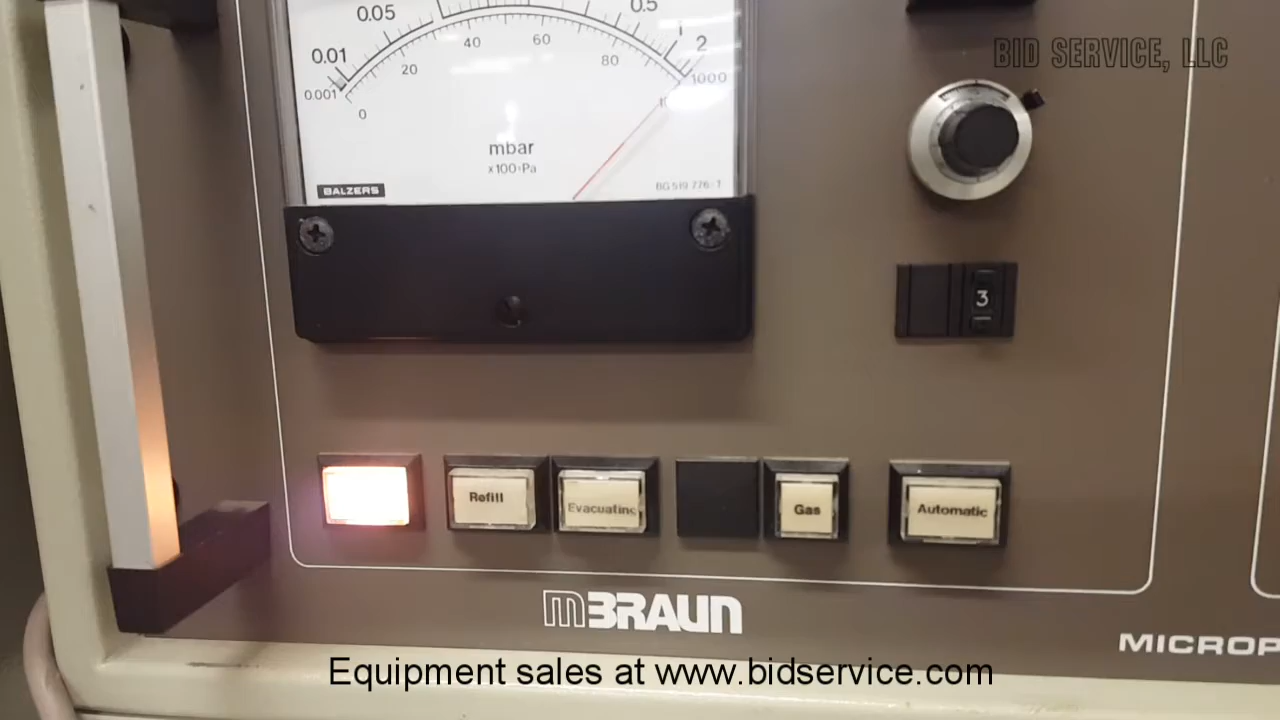 BID SERVICE, LLC
0.05
0.5
0.01
1
2
0.001
0
20
40
60
80
1000
mbar
x100=Pa
BALZERS
BG 519 776-T
3
Refill
Evacuating
Gas
Automatic
mBRAUN
MICROP
Equipment sales at www.bidservice.com